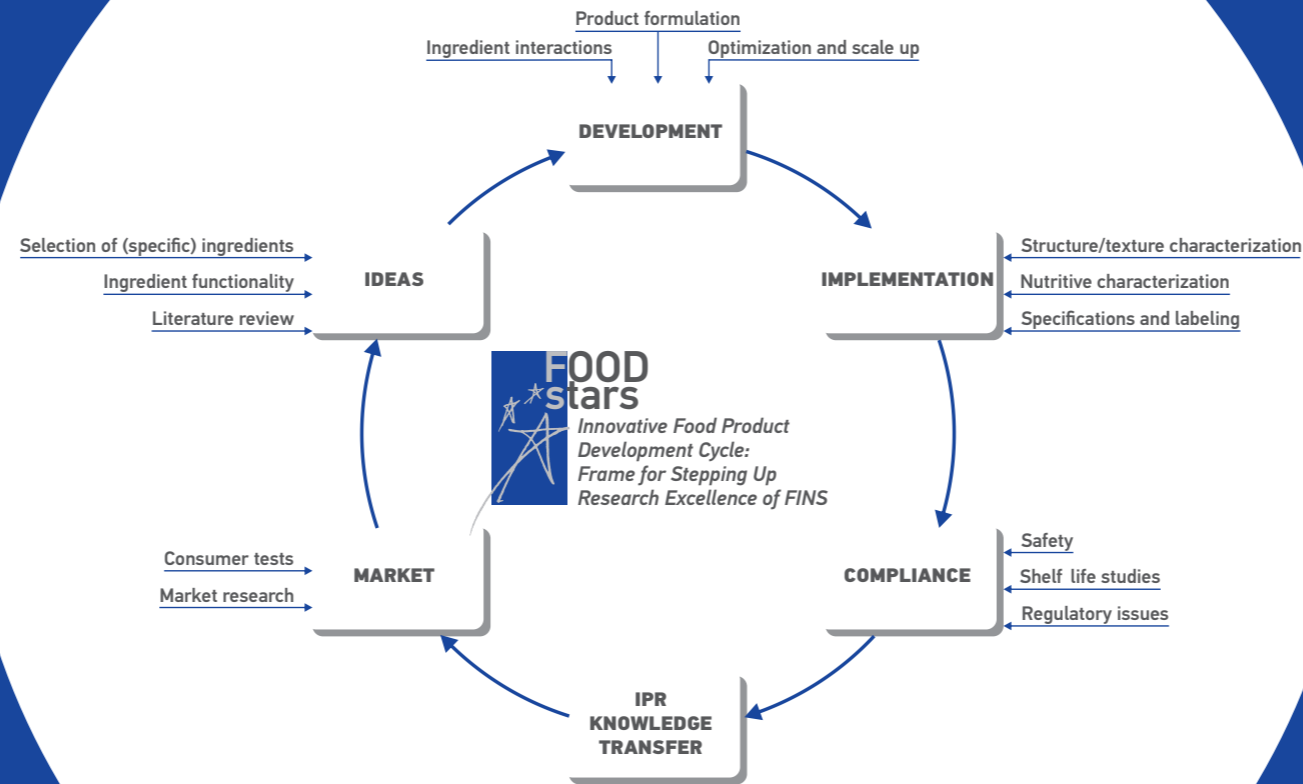 Product formulation
Ingredient interactions
Optimization and scale up
DEVELOPMENT
Selection of (specific) ingredients
Ingredient functionality
Literature review
IDEAS
IMPLEMENTATION
Structure/texture characterization
Nutritive characterization
Specifications and labeling
FOOD
stars
Innovative Food Product
Development Cycle:
Frame for Stepping Up
Research Excellence of FINS
Consumer tests
Market research
MARKET
COMPLIANCE
Safety
Shelf life studies
Regulatory issues
IPR
KNOWLEDGE
TRANSFER